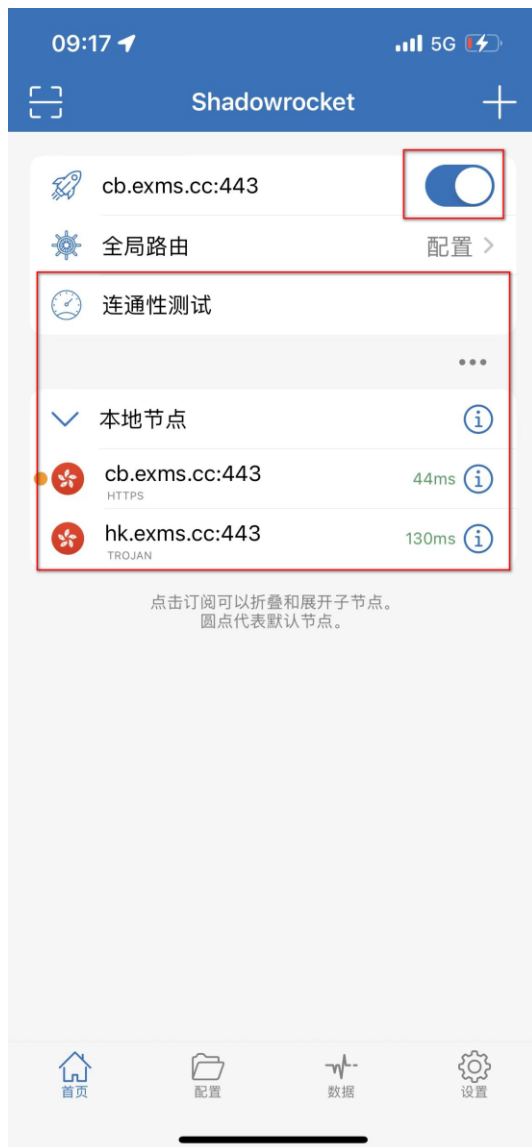 09:17
5G
Shadowrocket
cb.exms.cc:443
全局路由
配置
连通性测试
本地节点
cb.exms.cc:443
44ms
HTTPS
hk.exms.cc:443
130ms
TROJAN
点击订阅可以折叠和展开子节点。
圆点代表默认节点。
首页
配置
数据
设置